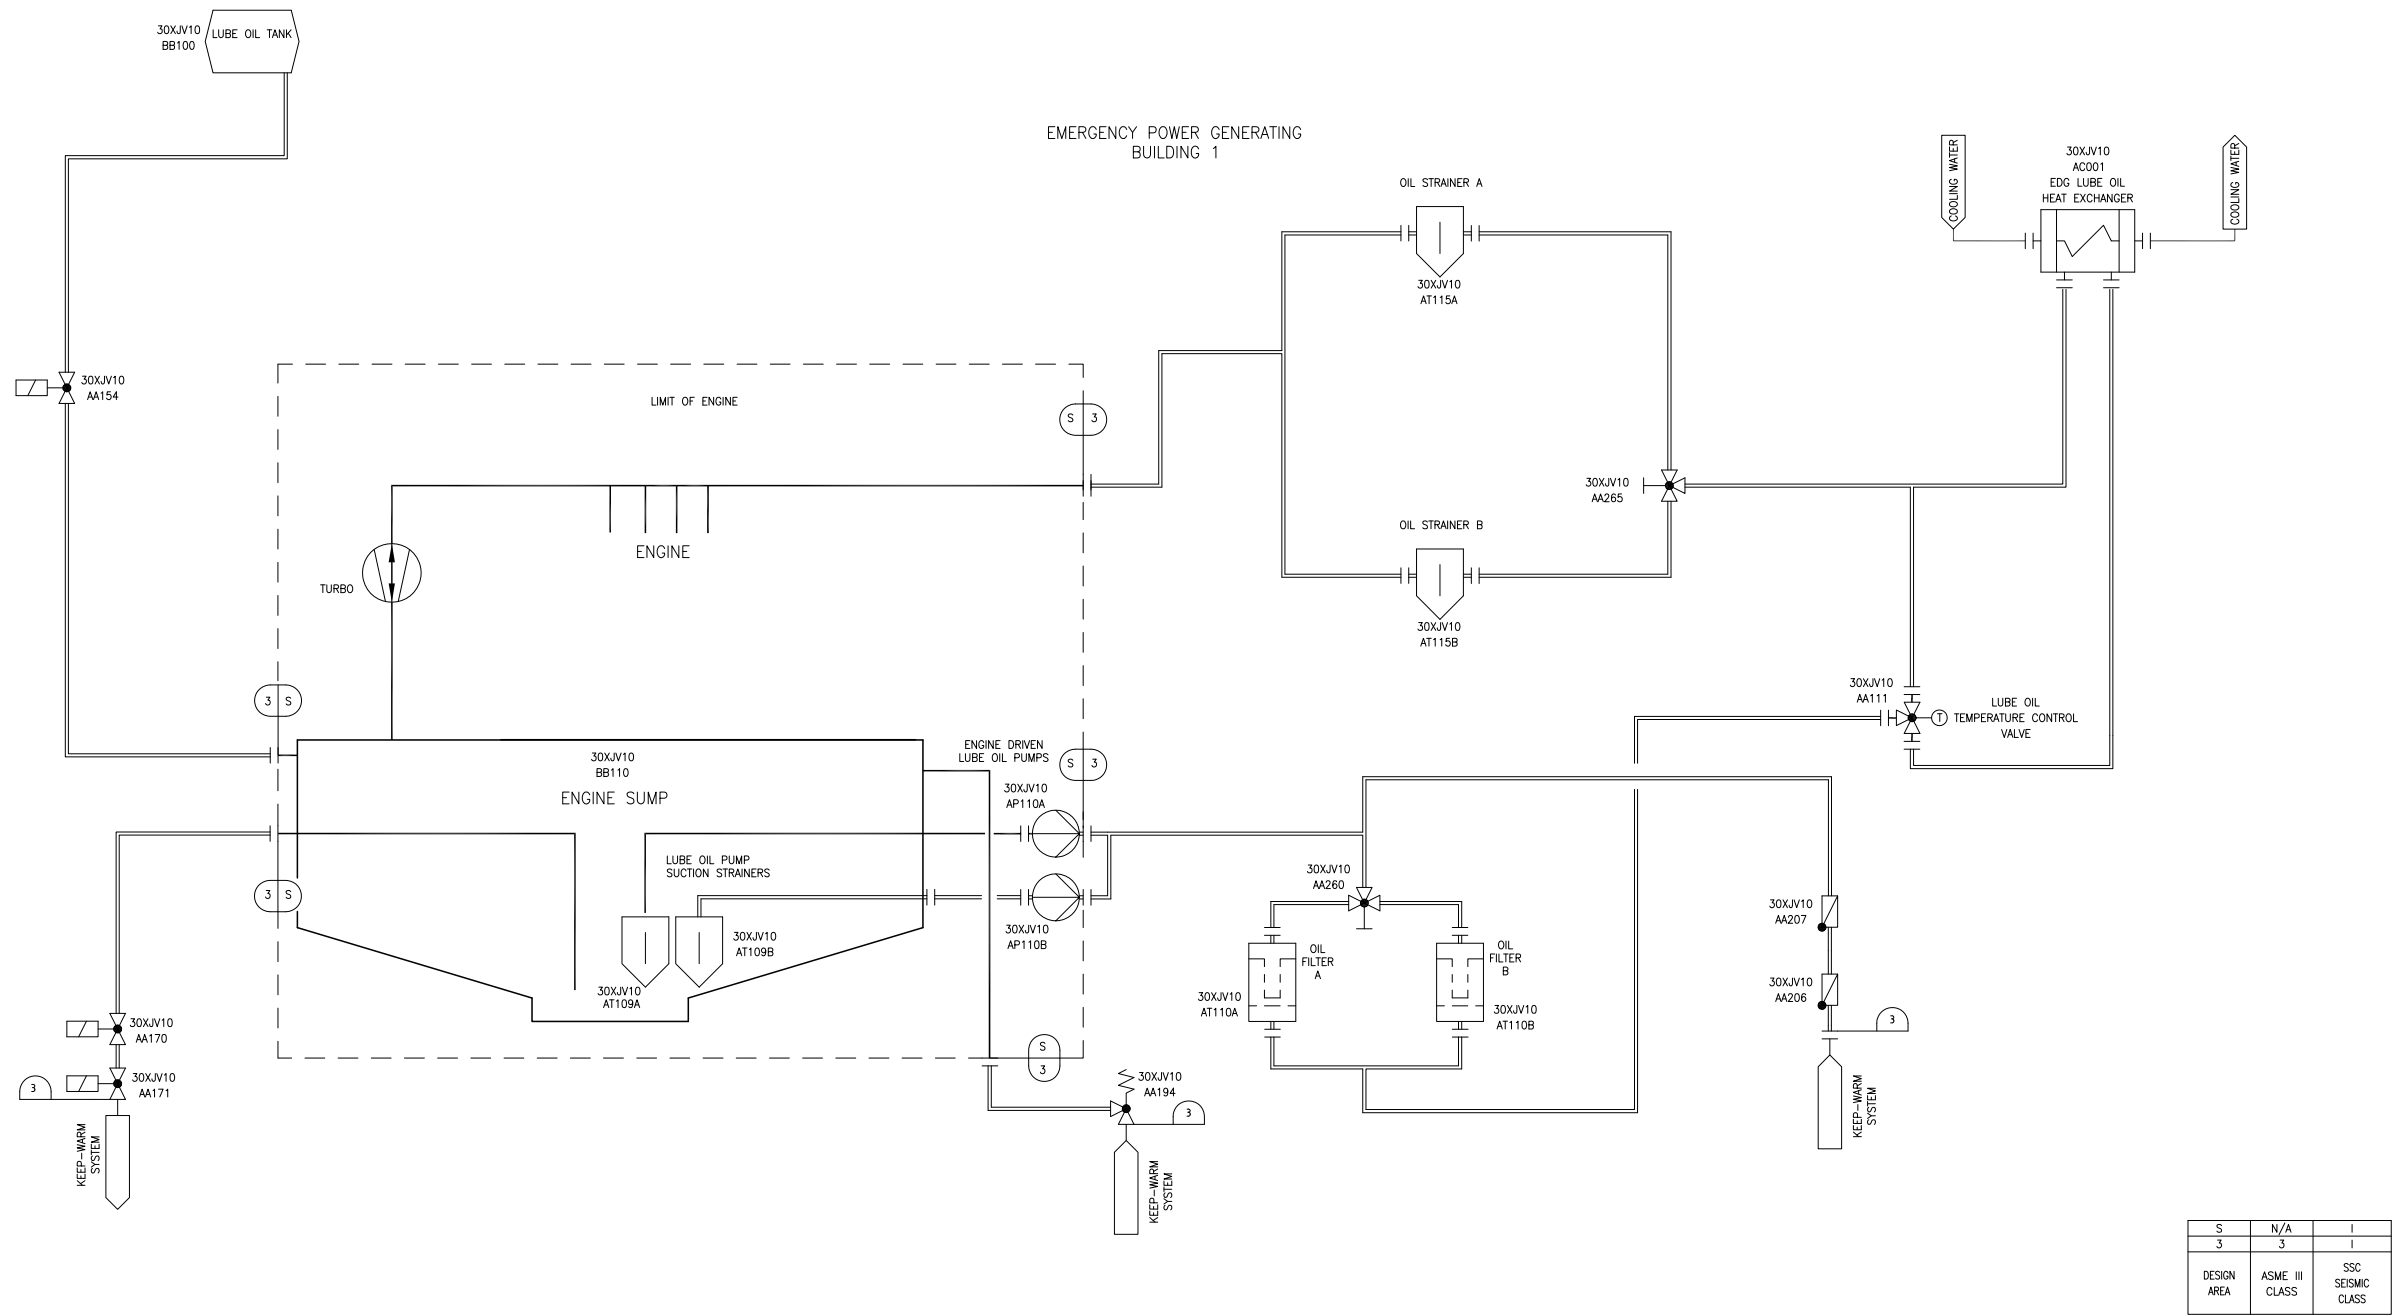 30XJV10
BB100
LUBE OIL TANK
EMERGENCY POWER GENERATING
BUILDING 1
OIL STRAINER A
30XJV10
AT115A
COOLING WATER
30XJV10
AC001
EDG LUBE OIL
HEAT EXCHANGER
COOLING WATER
30XJV10
AA154
LIMIT OF ENGINE
S 3
30XJV10
AA265
OIL STRAINER B
30XJV10
AT115B
ENGINE
TURBO
3 S
30XJV10
AA111
T
LUBE OIL
TEMPERATURE CONTROL
VALVE
30XJV10
BB110
ENGINE SUMP
ENGINE DRIVEN
LUBE OIL PUMPS
S 3
30XJV10
AP110A
LUBE OIL PUMP
SUCTION STRAINERS
30XJV10
AA260
3 S
30XJV10
AT109B
30XJV10
AP110B
30XJV10
AT109A
OIL
FILTER
A
OIL
FILTER
B
30XJV10
AT110A
30XJV10
AT110B
30XJV10
AA207
30XJV10
AA206
3
30XJV10
AA170
30XJV10
AA171
3
KEEP-WARM
SYSTEM
S
3
30XJV10
AA194
3
KEEP-WARM
SYSTEM
KEEP-WARM
SYSTEM
S N/A I
3 3 I
DESIGN
AREA
ASME III
CLASS
SSC
SEISMIC
CLASS